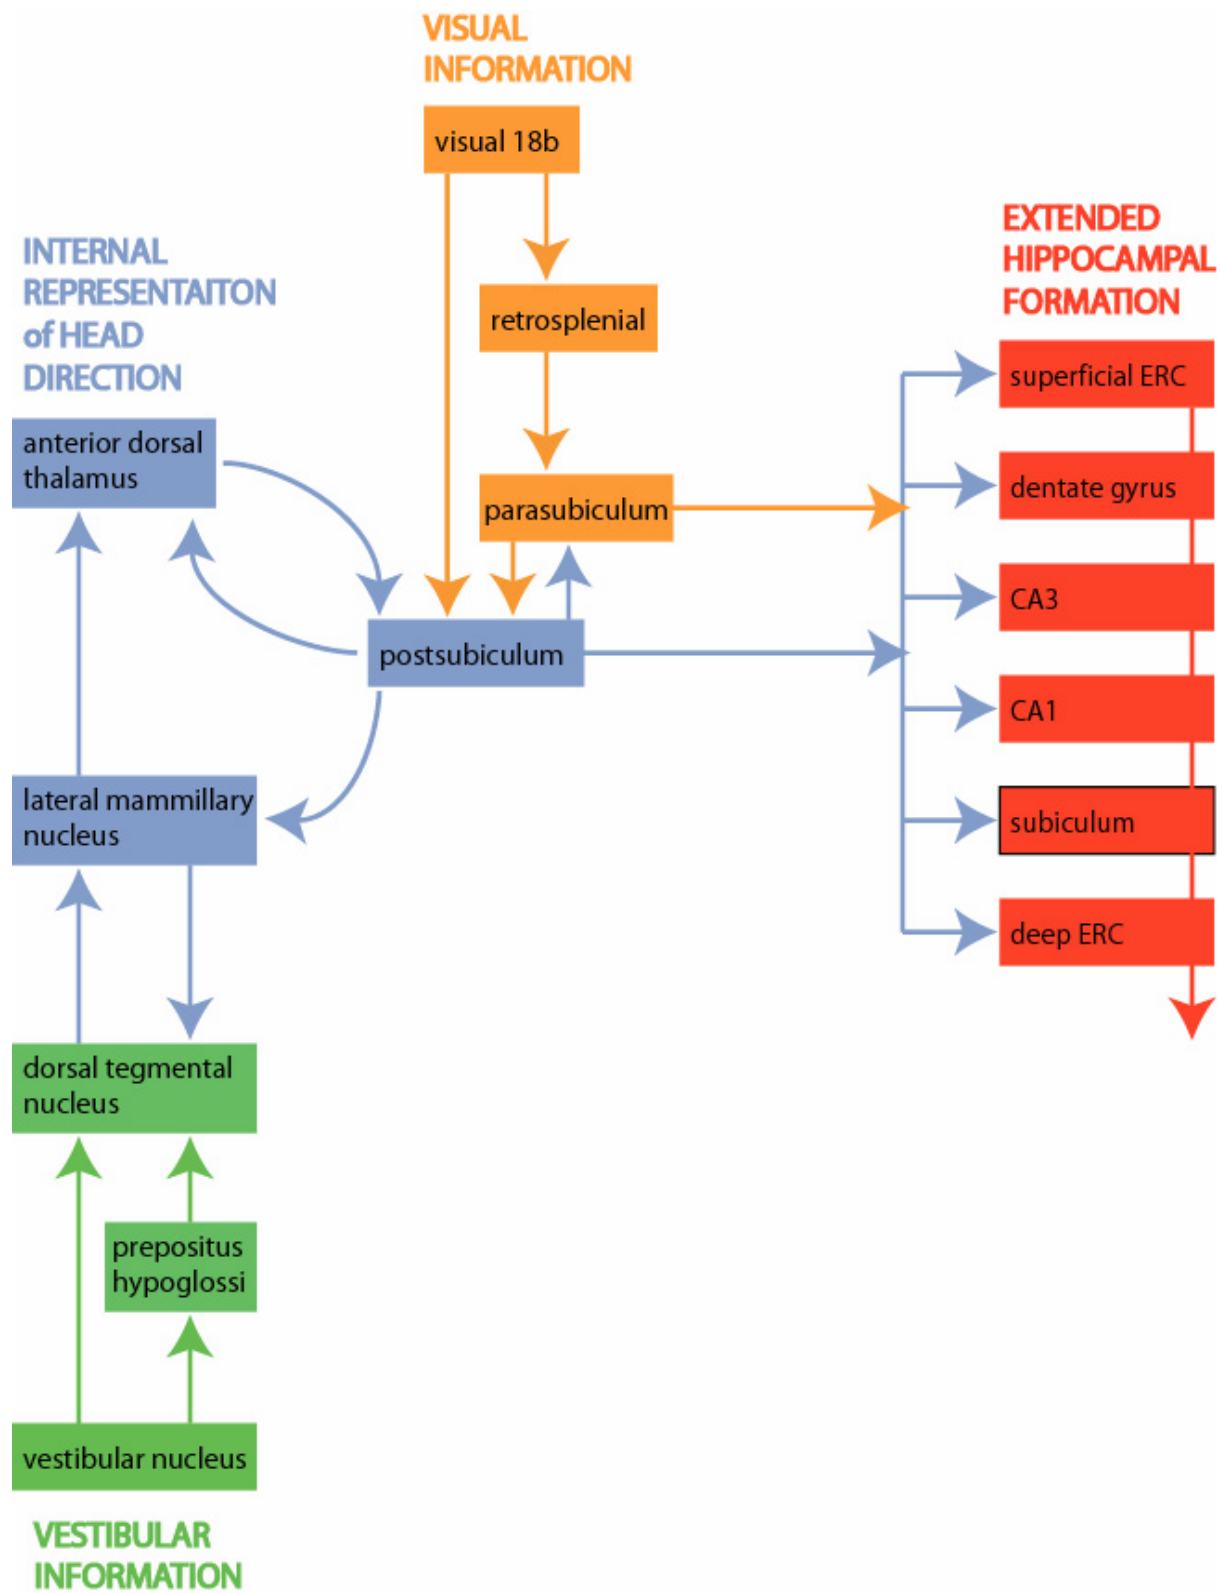 VISUAL
INFORMATION
visual 18b
retrosplenial
parasubiculum
INTERNAL
REPRESENTAITON
of HEAD
DIRECTION
anterior dorsal
thalamus
postsubiculum
lateral mammillary
nucleus
dorsal tegmental
nucleus
prepositus
hypoglossi
vestibular nucleus
VESTIBULAR
INFORMATION
EXTENDED
HIPPOCAMPAL
FORMATION
superficial ERC
dentate gyrus
CA3
CA1
subiculum
deep ERC